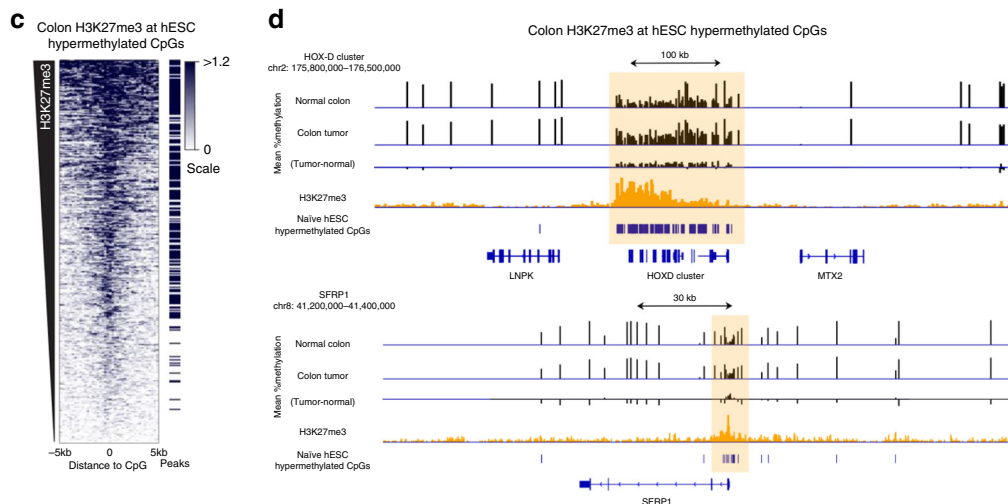 c
Colon H3K27me3 at hESC
hypermethylated CpGs
H3K27me3
>1.2
0
Scale
−5kb
0
5kb
Distance to CpG
Peaks
d
Colon H3K27me3 at hESC hypermethylated CpGs
HOX-D cluster
chr2: 175,800,000–176,500,000
100 kb
Mean %methylation
Normal colon
Colon tumor
(Tumor-normal)
H3K27me3
Naïve hESC
hypermethylated CpGs
LNPK
HOXD cluster
MTX2
SFRP1
chr8: 41,200,000–41,400,000
30 kb
Mean %methylation
Normal colon
Colon tumor
(Tumor-normal)
H3K27me3
Naïve hESC
hypermethylated CpGs
SFRP1